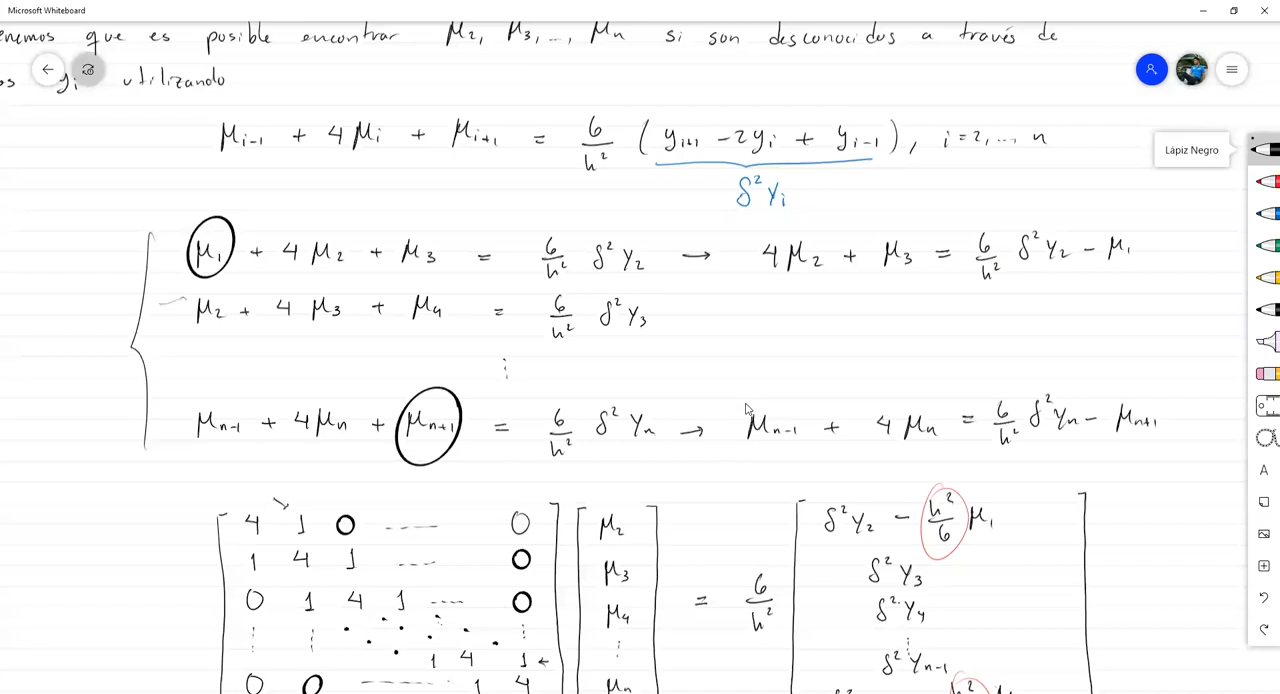 Microsoft Whiteboard
enemos que es posible encontrar μ₂, μ₃, ..., μn si son desconocidos a través de
os yi utilizando
μi-1 + 4μi + μi+1 = 6/h² (yi+1 - 2yi + yi-1), i=2,... n
δ²yi
Lápiz Negro
μ₁ + 4μ₂ + μ₃ = 6/h² δ²y₂ → 4μ₂ + μ₃ = 6/h² δ²y₂ - μ₁
μ₂ + 4μ₃ + μ₄ = 6/h² δ²y₃
⋮
μn-1 + 4μn + μn+1 = 6/h² δ²yn → μn-1 + 4μn = 6/h² δ²yn - μn+1
4 1 0 ---- 0 μ₂ δ²y₂ - h²/6 μ₁
1 4 1 ... 0 μ₃ δ²y₃
0 1 4 1 ---- 0 μ₄ = 6/h² δ²y₄
⋮ ⋮ ⋱ ⋱ ⋱ ⋮ ⋮ ⋮
1 4 1 ← δ²yn-1
0 0 ------ 1 4 μn